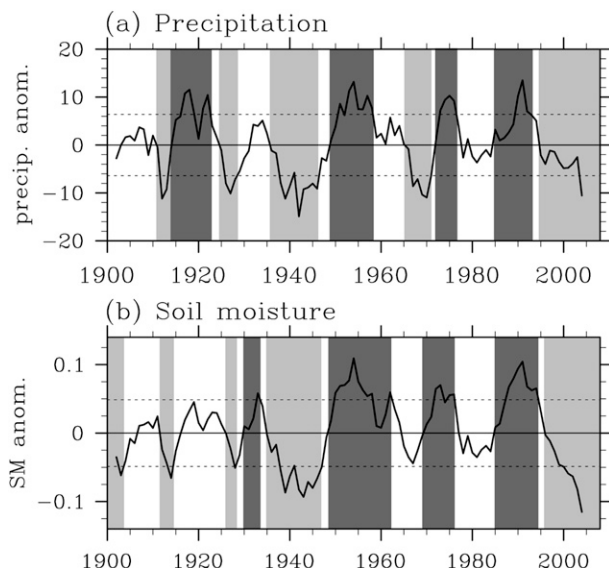 (a) Precipitation
precip. anom.
20
10
0
−10
−20
1900 1920 1940 1960 1980 2000
(b) Soil moisture
SM anom.
0.1
0
−0.1
1900 1920 1940 1960 1980 2000